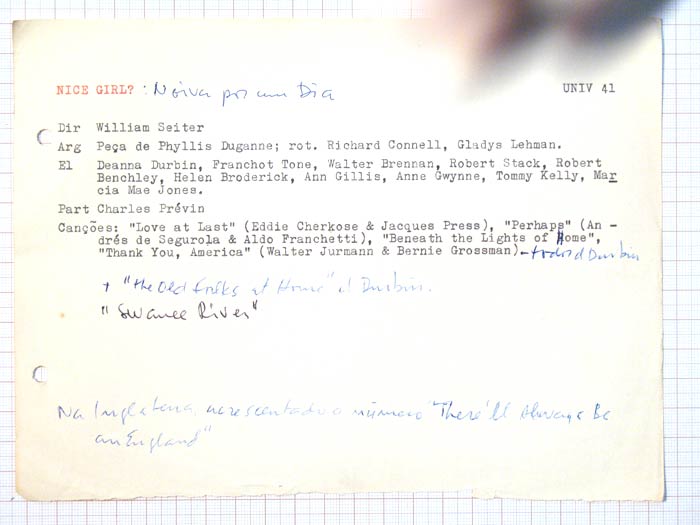 NICE GIRL? : Noiva por um Dia UNIV 41
Dir William Seiter
Arg Peça de Phyllis Duganne; rot. Richard Connell, Gladys Lehman.
El Deanna Durbin, Franchot Tone, Walter Brennan, Robert Stack, Robert
Benchley, Helen Broderick, Ann Gillis, Anne Gwynne, Tommy Kelly, Mar
cia Mae Jones.
Part Charles Prévin
Canções: "Love at Last" (Eddie Cherkose & Jacques Press), "Perhaps" (An -
drés de Segurola & Aldo Franchetti), "Beneath the Lights of Home",
"Thank You, America" (Walter Jurmann & Bernie Grossman) - todas d Durbin
+ "the Old Folks at Home" d Durbin.
"Swanee River"
Na Inglaterra acrescentado o número "There'll Always Be
an England"